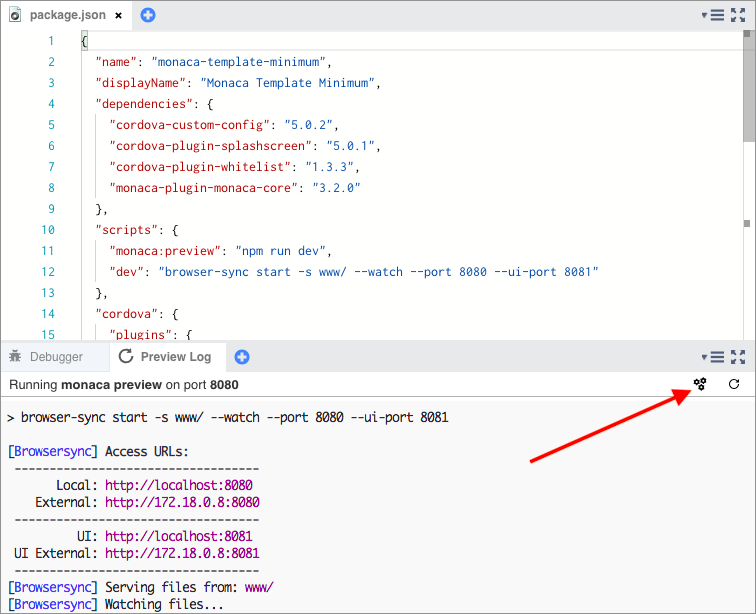 package.json ×
1 {
2 "name": "monaca-template-minimum",
3 "displayName": "Monaca Template Minimum",
4 "dependencies": {
5 "cordova-custom-config": "5.0.2",
6 "cordova-plugin-splashscreen": "5.0.1",
7 "cordova-plugin-whitelist": "1.3.3",
8 "monaca-plugin-monaca-core": "3.2.0"
9 },
10 "scripts": {
11 "monaca:preview": "npm run dev",
12 "dev": "browser-sync start -s www/ --watch --port 8080 --ui-port 8081"
13 },
14 "cordova": {
15 "plugins": {
Debugger Preview Log
Running monaca preview on port 8080
> browser-sync start -s www/ --watch --port 8080 --ui-port 8081
[Browsersync] Access URLs:
-----------------------------------
Local: http://localhost:8080
External: http://172.18.0.8:8080
-----------------------------------
UI: http://localhost:8081
UI External: http://172.18.0.8:8081
-----------------------------------
[Browsersync] Serving files from: www/
[Browsersync] Watching files...